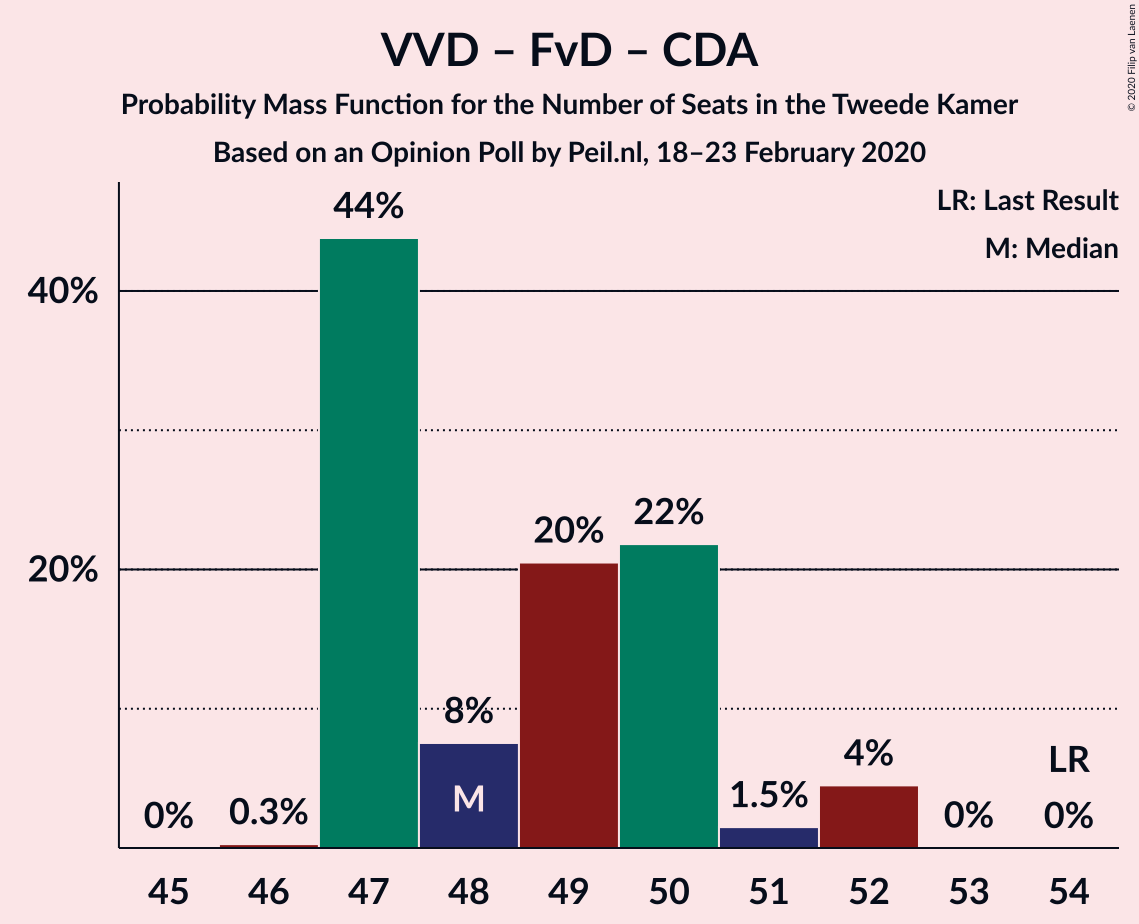 VVD – FvD – CDA
Probability Mass Function for the Number of Seats in the Tweede Kamer
Based on an Opinion Poll by Peil.nl, 18–23 February 2020
© 2020 Filip van Laenen
LR: Last Result
M: Median
44%
40%
22%
20%
20%
8%
M
LR
4%
1.5%
0%
0.3%
0%
0%
45 46 47 48 49 50 51 52 53 54